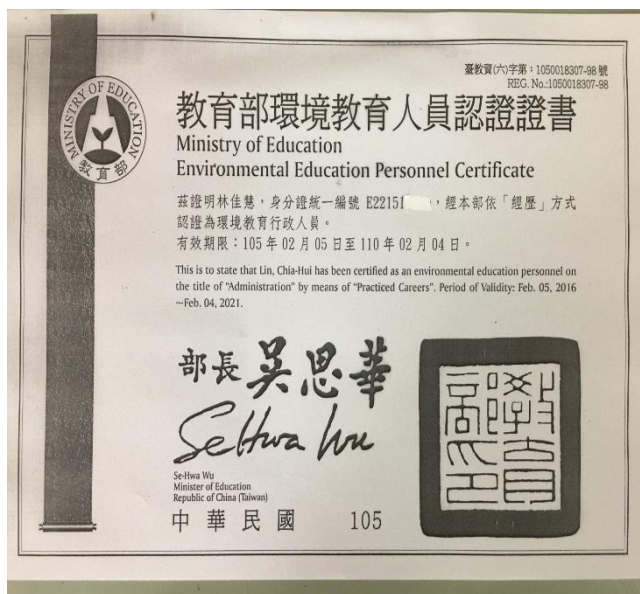 臺教資(六)字第：1050018307-98 號
REG. No.:1050018307-98
MINISTRY OF EDUCATION
教育部
教育部環境教育人員認證證書
Ministry of Education
Environmental Education Personnel Certificate
茲證明林佳慧，身分證統一編號 E22151，經本部依「經歷」方式
認證為環境教育行政人員。
有效期限：105 年 02 月 05 日至 110 年 02 月 04 日。
This is to state that Lin, Chia-Hui has been certified as an environmental education personnel on
the title of "Administration" by means of "Practiced Careers". Period of Validity: Feb. 05, 2016
~Feb. 04, 2021.
部長 吳思華
SeHwa Wu
Se-Hwa Wu
Minister of Education
Republic of China (Taiwan)
中 華 民 國 105
教育部印